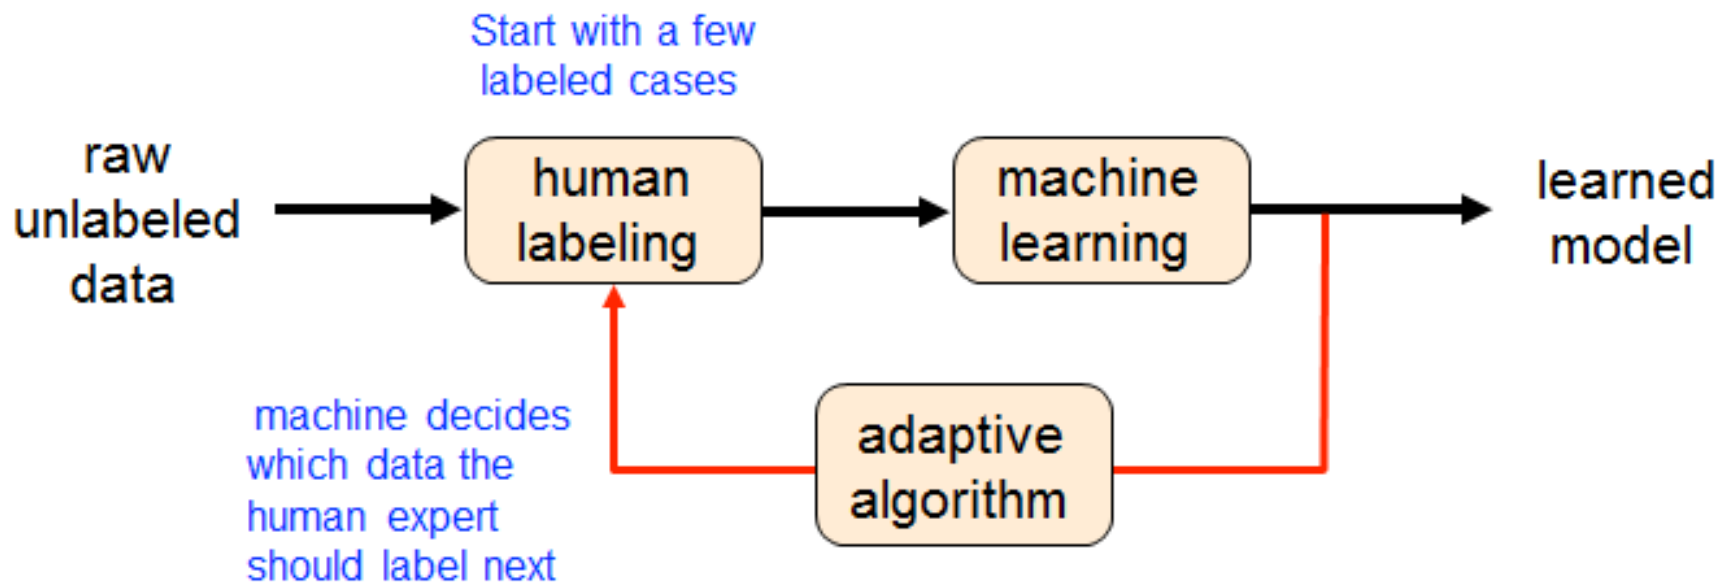 Start with a few
labeled cases
raw
unlabeled
data
human
labeling
machine
learning
learned
model
machine decides
which data the
human expert
should label next
adaptive
algorithm